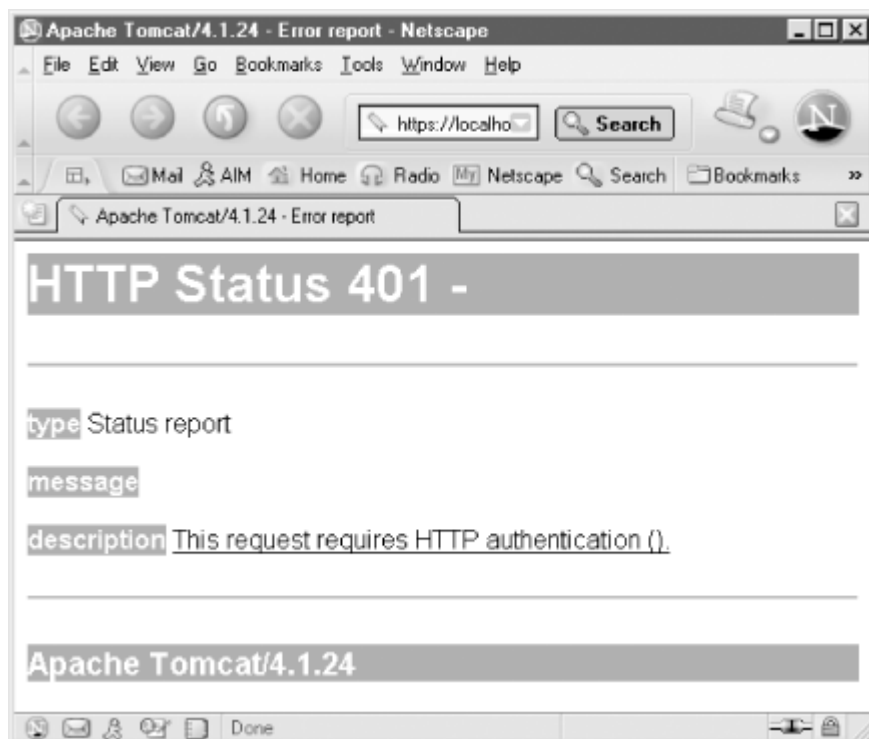 Apache Tomcat/4.1.24 - Error report - Netscape
File Edit View Go Bookmarks Tools Window Help
https://localho Search
Mail AIM Home Radio My Netscape Search Bookmarks »
Apache Tomcat/4.1.24 - Error report
HTTP Status 401 -
type Status report
message
description This request requires HTTP authentication ().
Apache Tomcat/4.1.24
Done